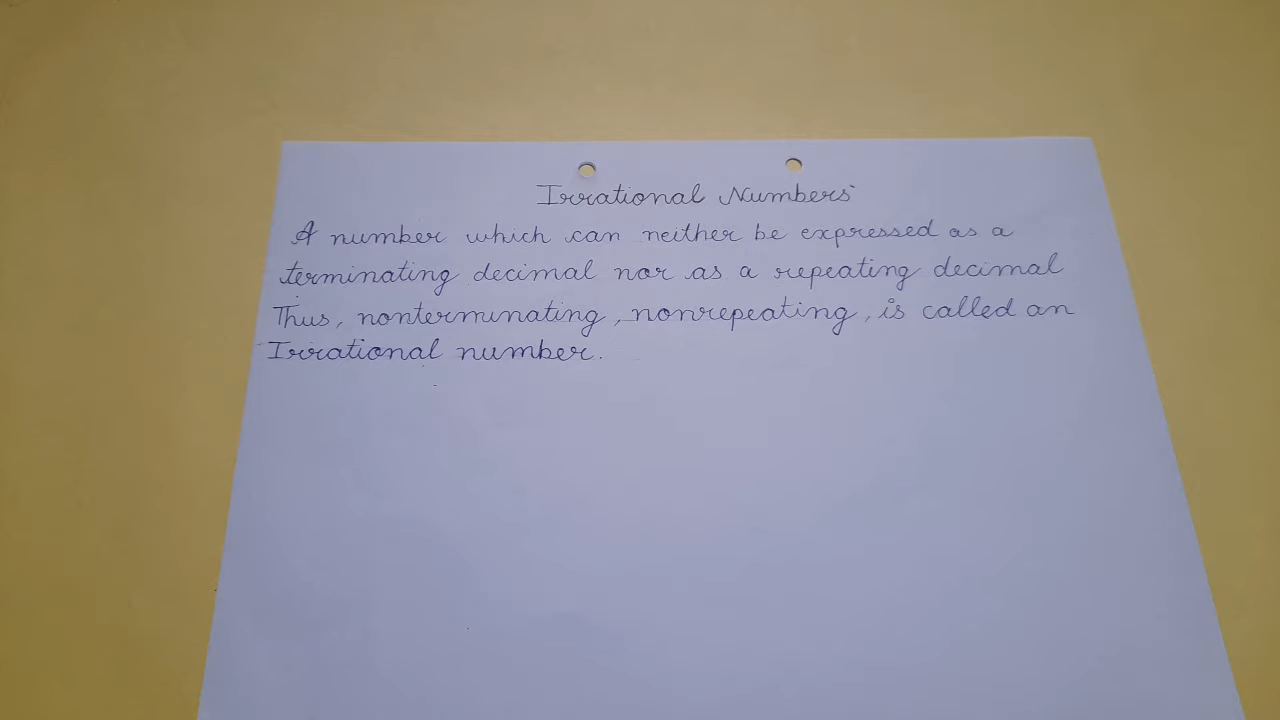 Irrational Numbers
A number which can neither be expressed as a
terminating decimal nor as a repeating decimal
Thus, nonterminating, nonrepeating, is called an
Irrational number.